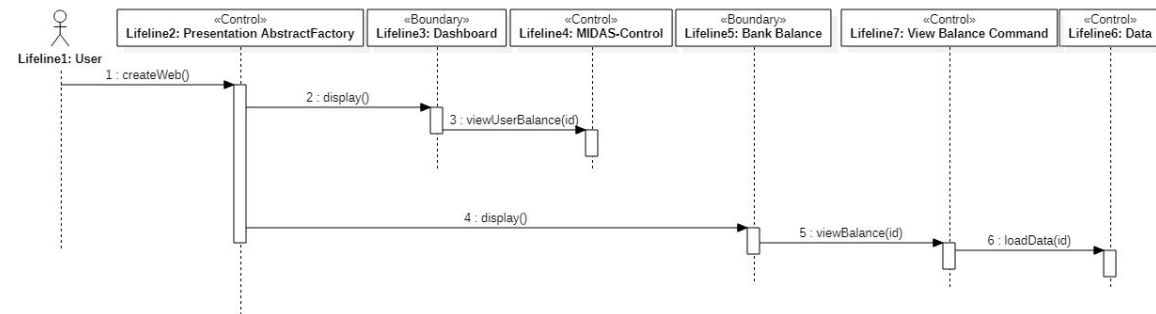 «Control»
Lifeline2: Presentation AbstractFactory
«Boundary»
Lifeline3: Dashboard
«Control»
Lifeline4: MIDAS-Control
«Boundary»
Lifeline5: Bank Balance
«Control»
Lifeline7: View Balance Command
«Control»
Lifeline6: Data
Lifeline1: User
1 : createWeb()
2 : display()
3 : viewUserBalance(id)
4 : display()
5 : viewBalance(id)
6 : loadData(id)